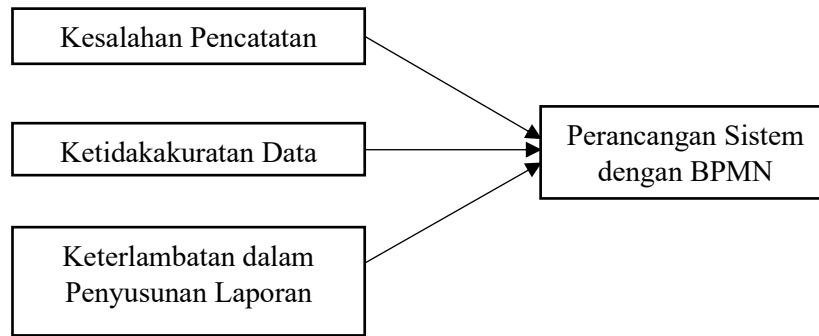 Kesalahan Pencatatan
Ketidakakuratan Data
Perancangan Sistem
dengan BPMN
Keterlambatan dalam
Penyusunan Laporan